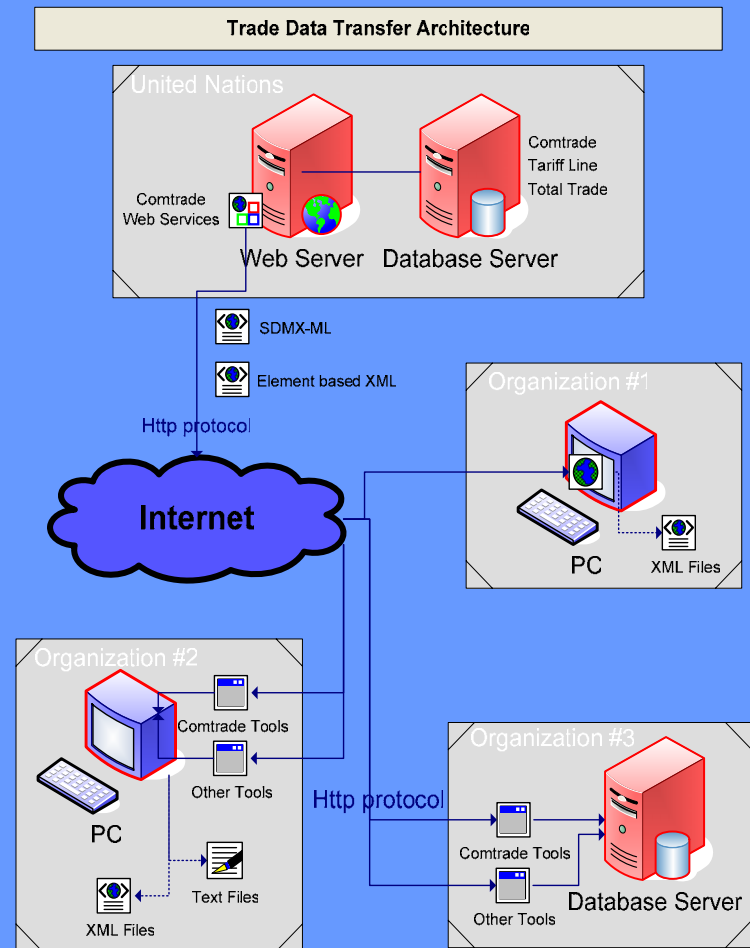 Trade Data Transfer Architecture
United Nations
Comtrade
Tariff Line
Total Trade
Comtrade
Web Services
Web Server
Database Server
SDMX-ML
Element based XML
Http protocol
Internet
Organization #1
PC
XML Files
Organization #2
Comtrade Tools
Other Tools
PC
Text Files
XML Files
Http protocol
Organization #3
Comtrade Tools
Other Tools
Database Server